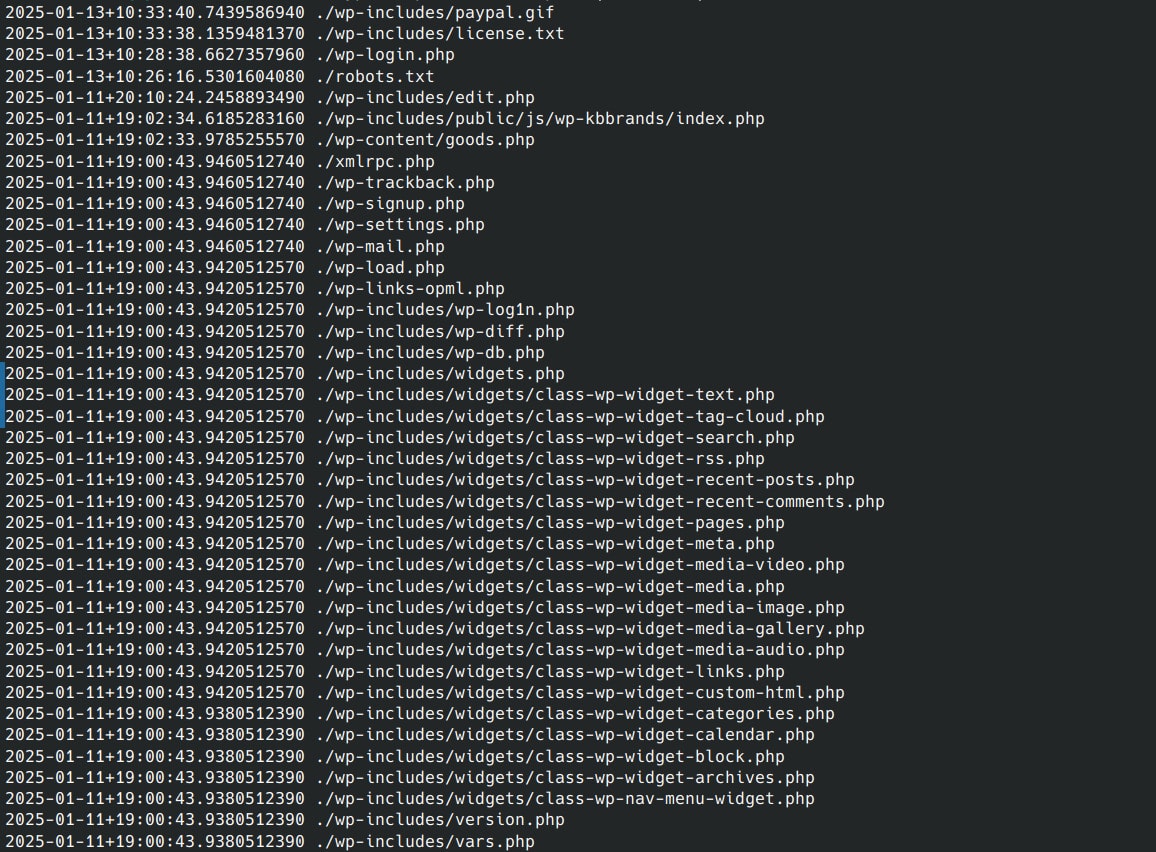 2025-01-13+10:33:40.7439586940 ./wp-includes/paypal.gif
2025-01-13+10:33:38.1359481370 ./wp-includes/license.txt
2025-01-13+10:28:38.6627357960 ./wp-login.php
2025-01-13+10:26:16.5301604080 ./robots.txt
2025-01-11+20:10:24.2458893490 ./wp-includes/edit.php
2025-01-11+19:02:34.6185283160 ./wp-includes/public/js/wp-kbbrands/index.php
2025-01-11+19:02:33.9785255570 ./wp-content/goods.php
2025-01-11+19:00:43.9460512740 ./xmlrpc.php
2025-01-11+19:00:43.9460512740 ./wp-trackback.php
2025-01-11+19:00:43.9460512740 ./wp-signup.php
2025-01-11+19:00:43.9460512740 ./wp-settings.php
2025-01-11+19:00:43.9460512740 ./wp-mail.php
2025-01-11+19:00:43.9420512570 ./wp-load.php
2025-01-11+19:00:43.9420512570 ./wp-links-opml.php
2025-01-11+19:00:43.9420512570 ./wp-includes/wp-log1n.php
2025-01-11+19:00:43.9420512570 ./wp-includes/wp-diff.php
2025-01-11+19:00:43.9420512570 ./wp-includes/wp-db.php
2025-01-11+19:00:43.9420512570 ./wp-includes/widgets.php
2025-01-11+19:00:43.9420512570 ./wp-includes/widgets/class-wp-widget-text.php
2025-01-11+19:00:43.9420512570 ./wp-includes/widgets/class-wp-widget-tag-cloud.php
2025-01-11+19:00:43.9420512570 ./wp-includes/widgets/class-wp-widget-search.php
2025-01-11+19:00:43.9420512570 ./wp-includes/widgets/class-wp-widget-rss.php
2025-01-11+19:00:43.9420512570 ./wp-includes/widgets/class-wp-widget-recent-posts.php
2025-01-11+19:00:43.9420512570 ./wp-includes/widgets/class-wp-widget-recent-comments.php
2025-01-11+19:00:43.9420512570 ./wp-includes/widgets/class-wp-widget-pages.php
2025-01-11+19:00:43.9420512570 ./wp-includes/widgets/class-wp-widget-meta.php
2025-01-11+19:00:43.9420512570 ./wp-includes/widgets/class-wp-widget-media-video.php
2025-01-11+19:00:43.9420512570 ./wp-includes/widgets/class-wp-widget-media.php
2025-01-11+19:00:43.9420512570 ./wp-includes/widgets/class-wp-widget-media-image.php
2025-01-11+19:00:43.9420512570 ./wp-includes/widgets/class-wp-widget-media-gallery.php
2025-01-11+19:00:43.9420512570 ./wp-includes/widgets/class-wp-widget-media-audio.php
2025-01-11+19:00:43.9420512570 ./wp-includes/widgets/class-wp-widget-links.php
2025-01-11+19:00:43.9420512570 ./wp-includes/widgets/class-wp-widget-custom-html.php
2025-01-11+19:00:43.9380512390 ./wp-includes/widgets/class-wp-widget-categories.php
2025-01-11+19:00:43.9380512390 ./wp-includes/widgets/class-wp-widget-calendar.php
2025-01-11+19:00:43.9380512390 ./wp-includes/widgets/class-wp-widget-block.php
2025-01-11+19:00:43.9380512390 ./wp-includes/widgets/class-wp-widget-archives.php
2025-01-11+19:00:43.9380512390 ./wp-includes/widgets/class-wp-nav-menu-widget.php
2025-01-11+19:00:43.9380512390 ./wp-includes/version.php
2025-01-11+19:00:43.9380512390 ./wp-includes/vars.php